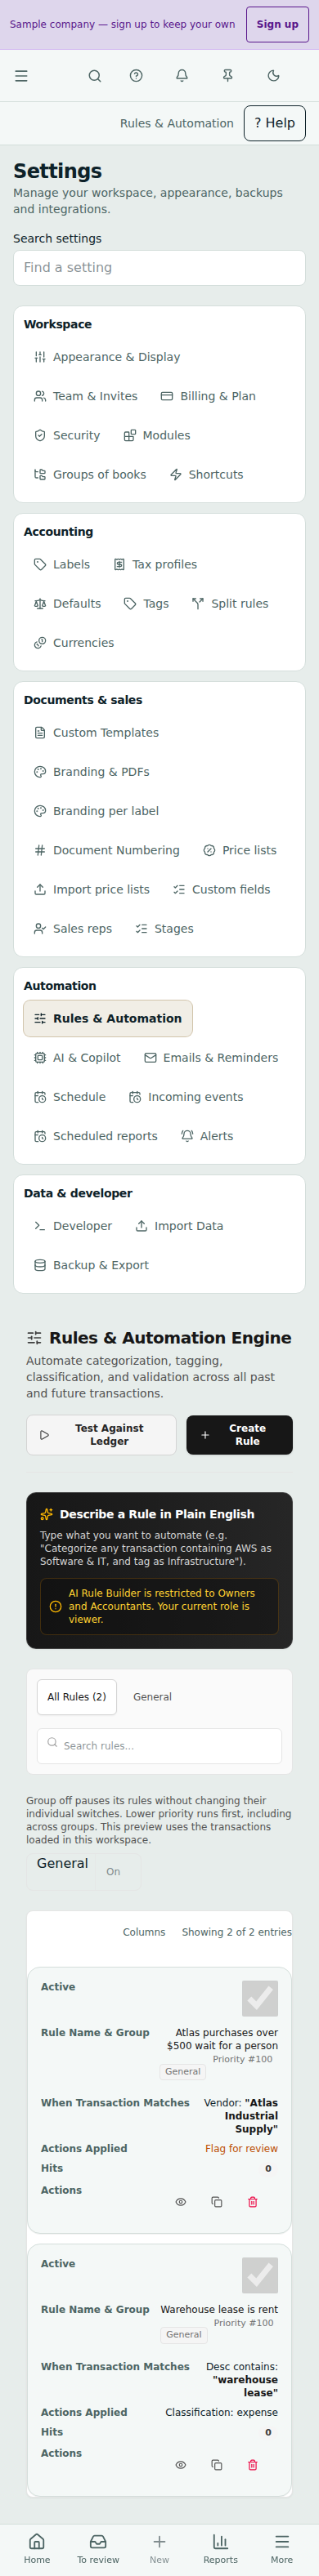 Sample company — sign up to keep your own
Sign up
Rules & Automation
? Help
Settings
Manage your workspace, appearance, backups
and integrations.
Search settings
Find a setting
Workspace
Appearance & Display
Team & Invites
Billing & Plan
Security
Modules
Groups of books
Shortcuts
Accounting
Labels
Tax profiles
Defaults
Tags
Split rules
Currencies
Documents & sales
Custom Templates
Branding & PDFs
Branding per label
Document Numbering
Price lists
Import price lists
Custom fields
Sales reps
Stages
Automation
Rules & Automation
AI & Copilot
Emails & Reminders
Schedule
Incoming events
Scheduled reports
Alerts
Data & developer
Developer
Import Data
Backup & Export
Rules & Automation Engine
Automate categorization, tagging,
classification, and validation across all past
and future transactions.
Test Against
Ledger
Create
Rule
Describe a Rule in Plain English
Type what you want to automate (e.g.
"Categorize any transaction containing AWS as
Software & IT, and tag as Infrastructure").
AI Rule Builder is restricted to Owners
and Accountants. Your current role is
viewer.
All Rules (2)
General
Search rules...
Group off pauses its rules without changing their
individual switches. Lower priority runs first, including
across groups. This preview uses the transactions
loaded in this workspace.
General
On
Columns
Showing 2 of 2 entries
Active
Rule Name & Group
Atlas purchases over
$500 wait for a person
Priority #100
General
When Transaction Matches
Vendor: "Atlas
Industrial
Supply"
Actions Applied
Flag for review
Hits
0
Actions
Active
Rule Name & Group
Warehouse lease is rent
Priority #100
General
When Transaction Matches
Desc contains:
"warehouse
lease"
Actions Applied
Classification: expense
Hits
0
Actions
Home
To review
New
Reports
More